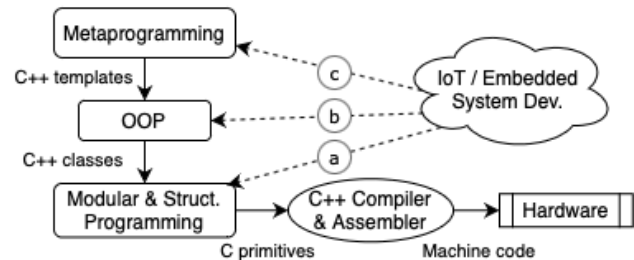 Metaprogramming
C++ templates
c
IoT / Embedded
System Dev.
OOP
b
C++ classes
a
Modular & Struct.
Programming
C++ Compiler
& Assembler
Hardware
C primitives
Machine code